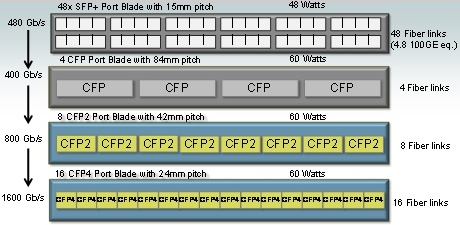 48x SFP+ Port Blade with 15mm pitch 48 Watts
480 Gb/s
48 Fiber links
(4.8 100GE eq.)
4 CFP Port Blade with 84mm pitch 60 Watts
400 Gb/s
CFP CFP CFP CFP
4 Fiber links
8 CFP2 Port Blade with 42mm pitch 60 Watts
800 Gb/s
CFP2 CFP2 CFP2 CFP2 CFP2 CFP2 CFP2 CFP2
8 Fiber links
16 CFP4 Port Blade with 24mm pitch 60 Watts
1600 Gb/s
CFP4 CFP4 CFP4 CFP4 CFP4 CFP4 CFP4 CFP4 CFP4 CFP4 CFP4 CFP4 CFP4 CFP4 CFP4 CFP4
16 Fiber links